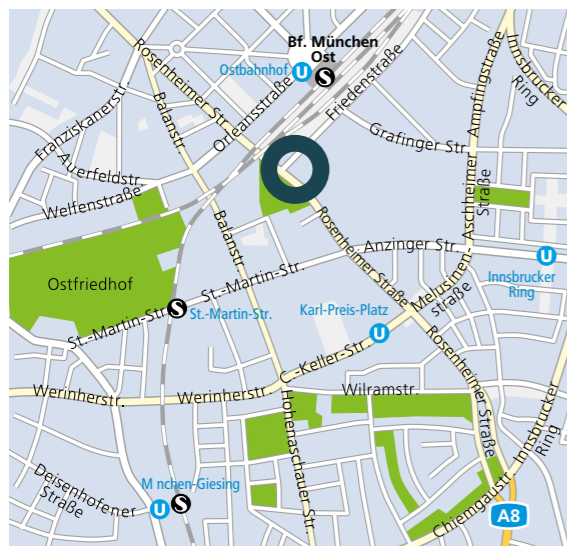 Rosenheimer Str.
Bf. München
Ost
Ostbahnhof
U
S
Innsbrucker
Ring
Ampfingstraße
Franziskanerstr.
Balanstr.
Orleansstraße
Friedenstraße
Grafinger Str.
Auerfeldstr.
Welfenstraße
Balanstr.
Rosenheimer Straße
Aschheimer
Straße
Anzinger Str.
Ostfriedhof
St.-Martin-Str.
St.-Martin-Str.
S
St.-Martin-Str.
Karl-Preis-Platz
U
Melusinen-
straße
U
Innsbrucker
Ring
C.-Keller-Str.
Rosenheimer Straße
Werinherstr.
Werinherstr.
Wilramstr.
Hohenaschauer Str.
Innsbrucker
Ring
M nchen-Giesing
U
S
Deisenhofener
Straße
Chiemgaustr.
A8